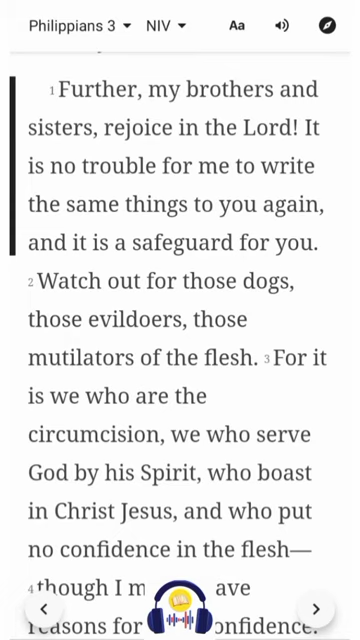 Philippians 3 NIV Aa
1 Further, my brothers and
sisters, rejoice in the Lord! It
is no trouble for me to write
the same things to you again,
and it is a safeguard for you.
2 Watch out for those dogs,
those evildoers, those
mutilators of the flesh. 3 For it
is we who are the
circumcision, we who serve
God by his Spirit, who boast
in Christ Jesus, and who put
no confidence in the flesh—
4 though I m ave
reasons for onfidence.